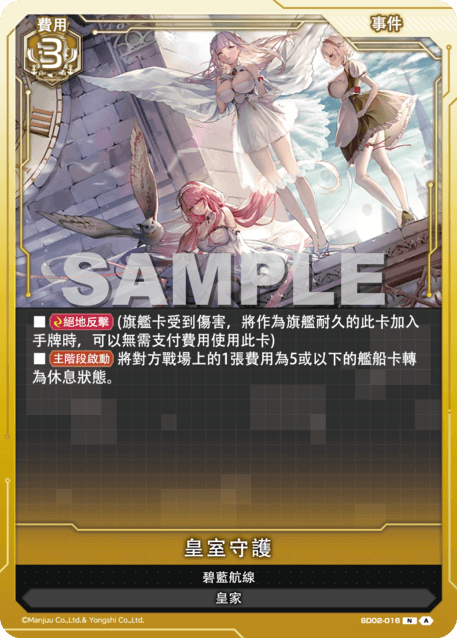 費用
3
事件
SAMPLE
■ 絕地反擊 (旗艦卡受到傷害，將作為旗艦耐久的此卡加入
手牌時，可以無需支付費用使用此卡)
■ 主階段啟動 將對方戰場上的1張費用為5或以下的艦船卡轉
為休息狀態。
皇室守護
碧藍航線
皇家
©Manjuu Co.,Ltd.& Yongshi Co.,Ltd.
SD02-016 N A